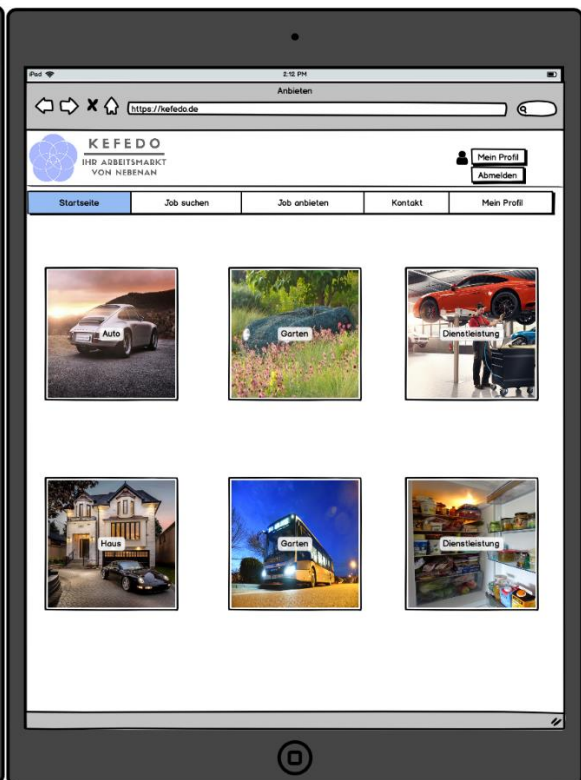 iPad
2:12 PM
Anbieten
https://kefedo.de
KEFEDO
IHR ARBEITSMARKT
VON NEBENAN
Mein Profil
Abmelden
Startseite
Job suchen
Job anbieten
Kontakt
Mein Profil
Auto
Garten
Dienstleistung
Haus
Garten
Dienstleistung